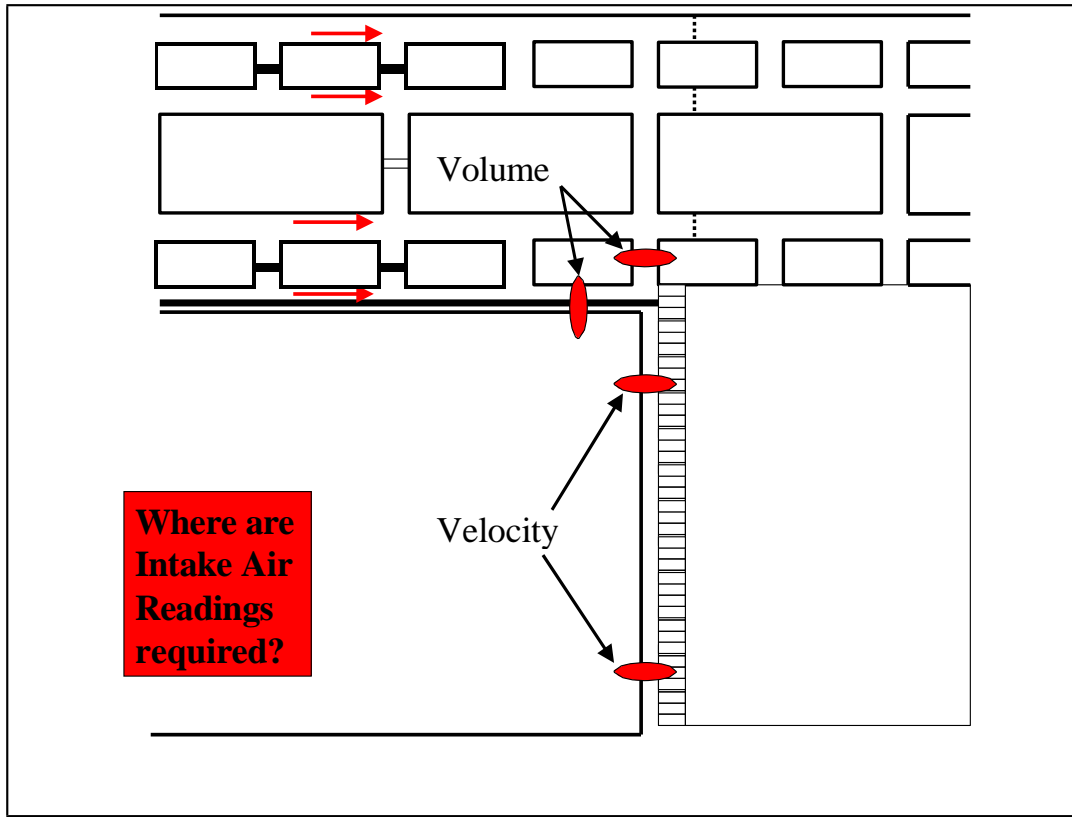 Volume
Velocity
Where are
Intake Air
Readings
required?